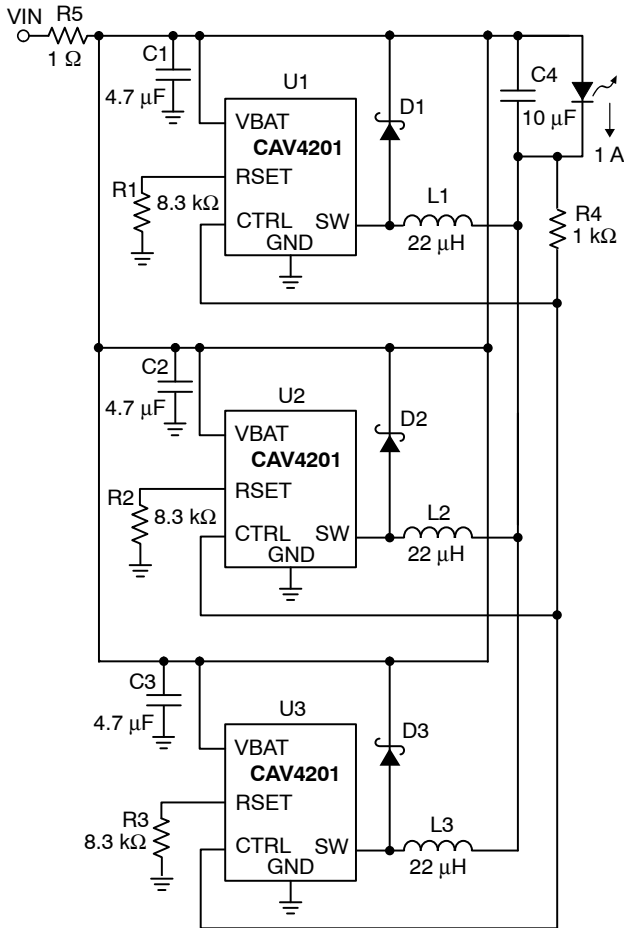 VIN
R5
1 Ω
C1
4.7 µF
U1
VBAT
CAV4201
RSET
CTRL SW
GND
R1
8.3 kΩ
D1
L1
22 µH
C4
10 µF
1 A
R4
1 kΩ
C2
4.7 µF
U2
VBAT
CAV4201
RSET
CTRL SW
GND
R2
8.3 kΩ
D2
L2
22 µH
C3
4.7 µF
U3
VBAT
CAV4201
RSET
CTRL SW
GND
R3
8.3 kΩ
D3
L3
22 µH